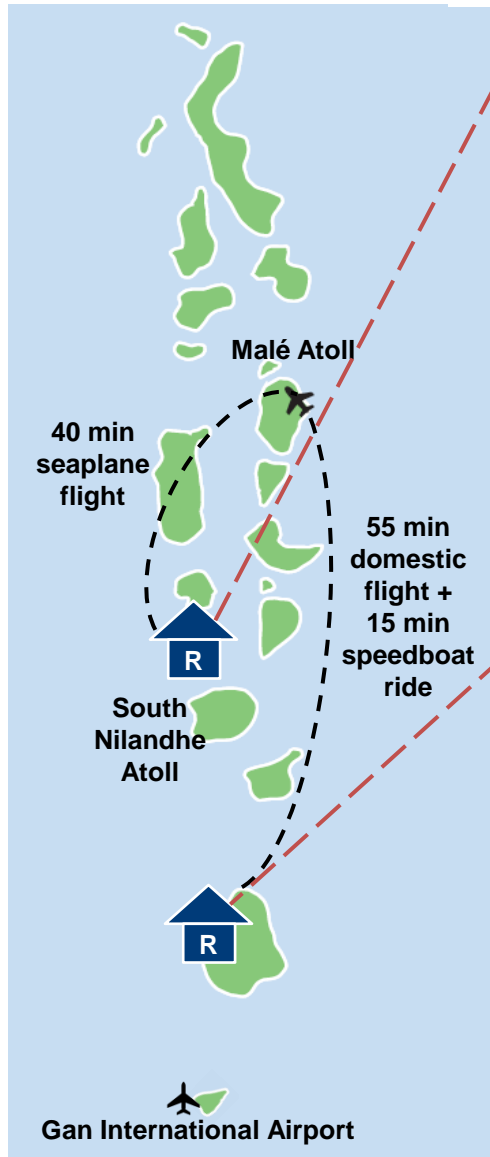 Malé Atoll
40 min
seaplane
flight
55 min
domestic
flight +
15 min
speedboat
ride
R
South
Nilandhe
Atoll
R
Gan International Airport